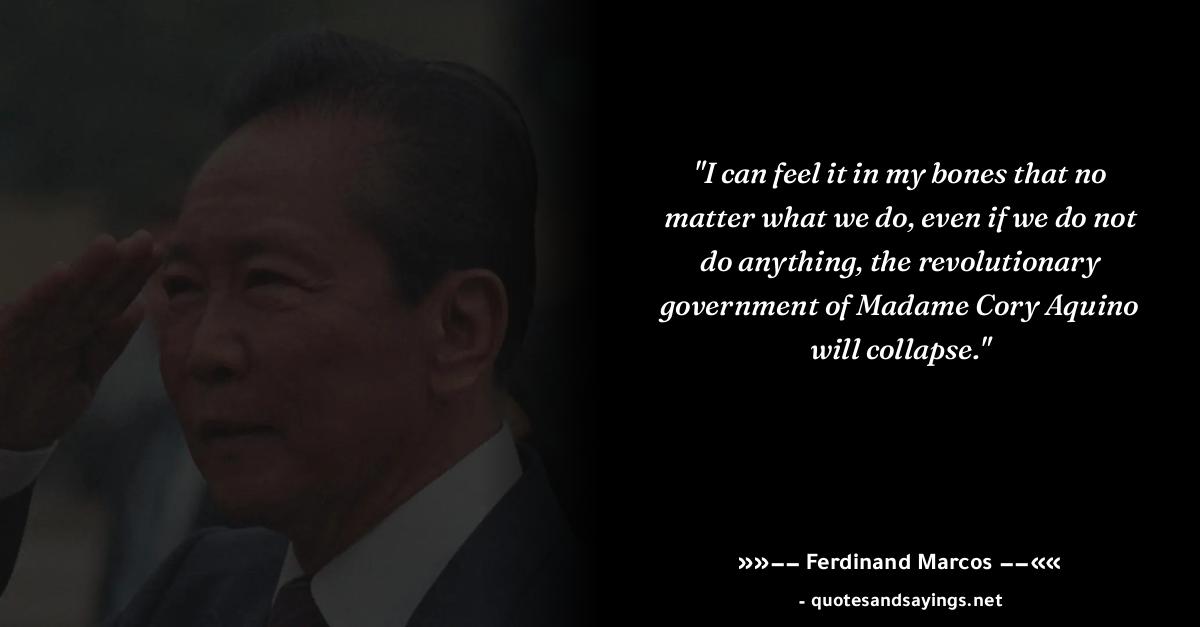 "I can feel it in my bones that no
matter what we do, even if we do not
do anything, the revolutionary
government of Madame Cory Aquino
will collapse."
»»−− Ferdinand Marcos −−««
- quotesandsayings.net